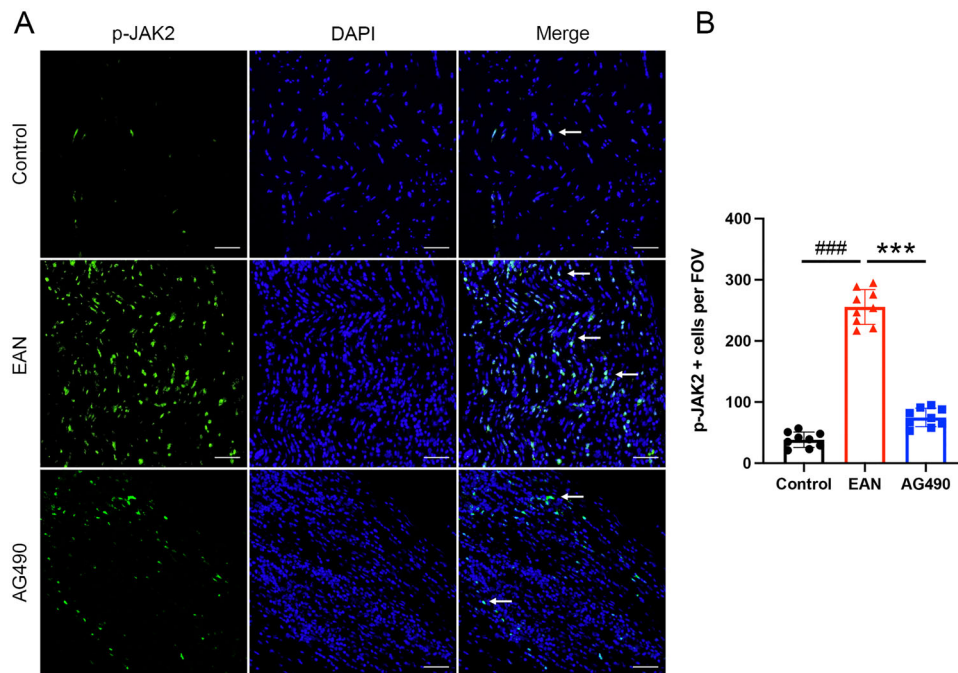 A
B
p-JAK2 DAPI Merge
Control
EAN
AG490
p-JAK2 + cells per FOV
400
300
200
100
0
### ***
Control EAN AG490